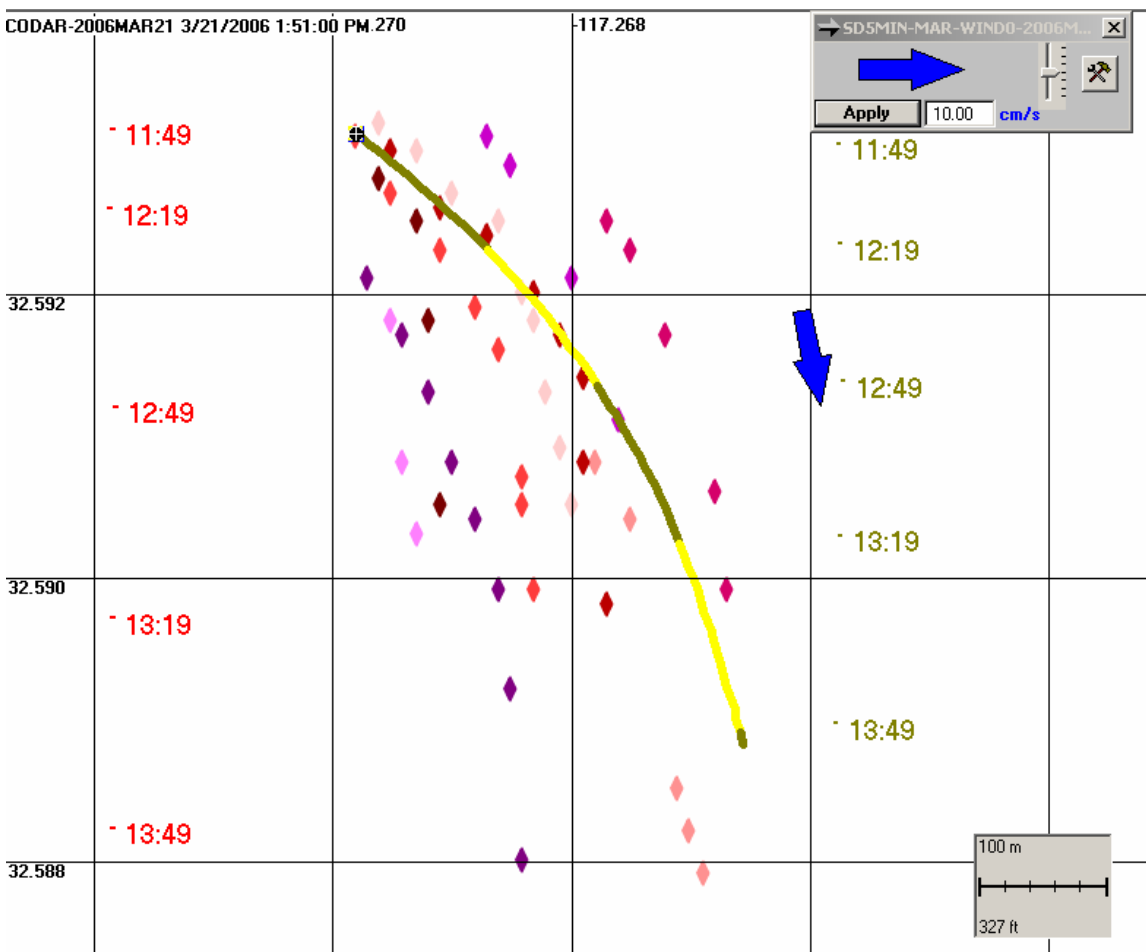 CODAR-2006MAR21 3/21/2006 1:51:00 PM .270
-117.268
SD5MIN-MAR-WIND0-2006M...
Apply 10.00 cm/s
- 11:49
- 11:49
- 12:19
- 12:19
32.592
- 12:49
- 12:49
- 13:19
32.590
- 13:19
- 13:49
- 13:49
100 m
32.588
327 ft